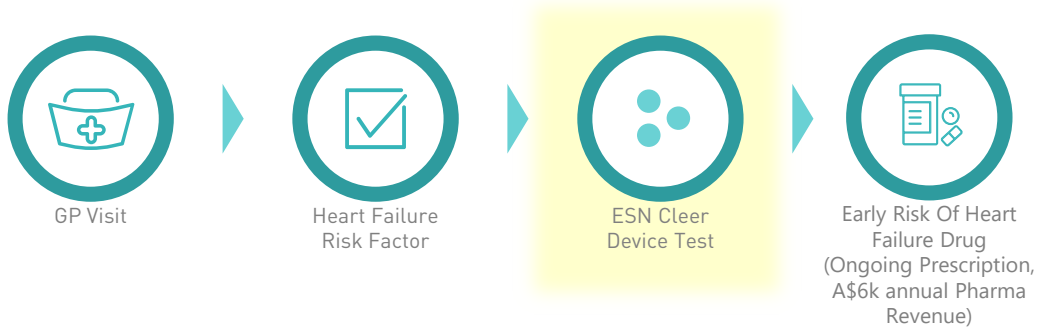 GP Visit
Heart Failure
Risk Factor
ESN Cleer
Device Test
Early Risk Of Heart
Failure Drug
(Ongoing Prescription,
A$6k annual Pharma
Revenue)